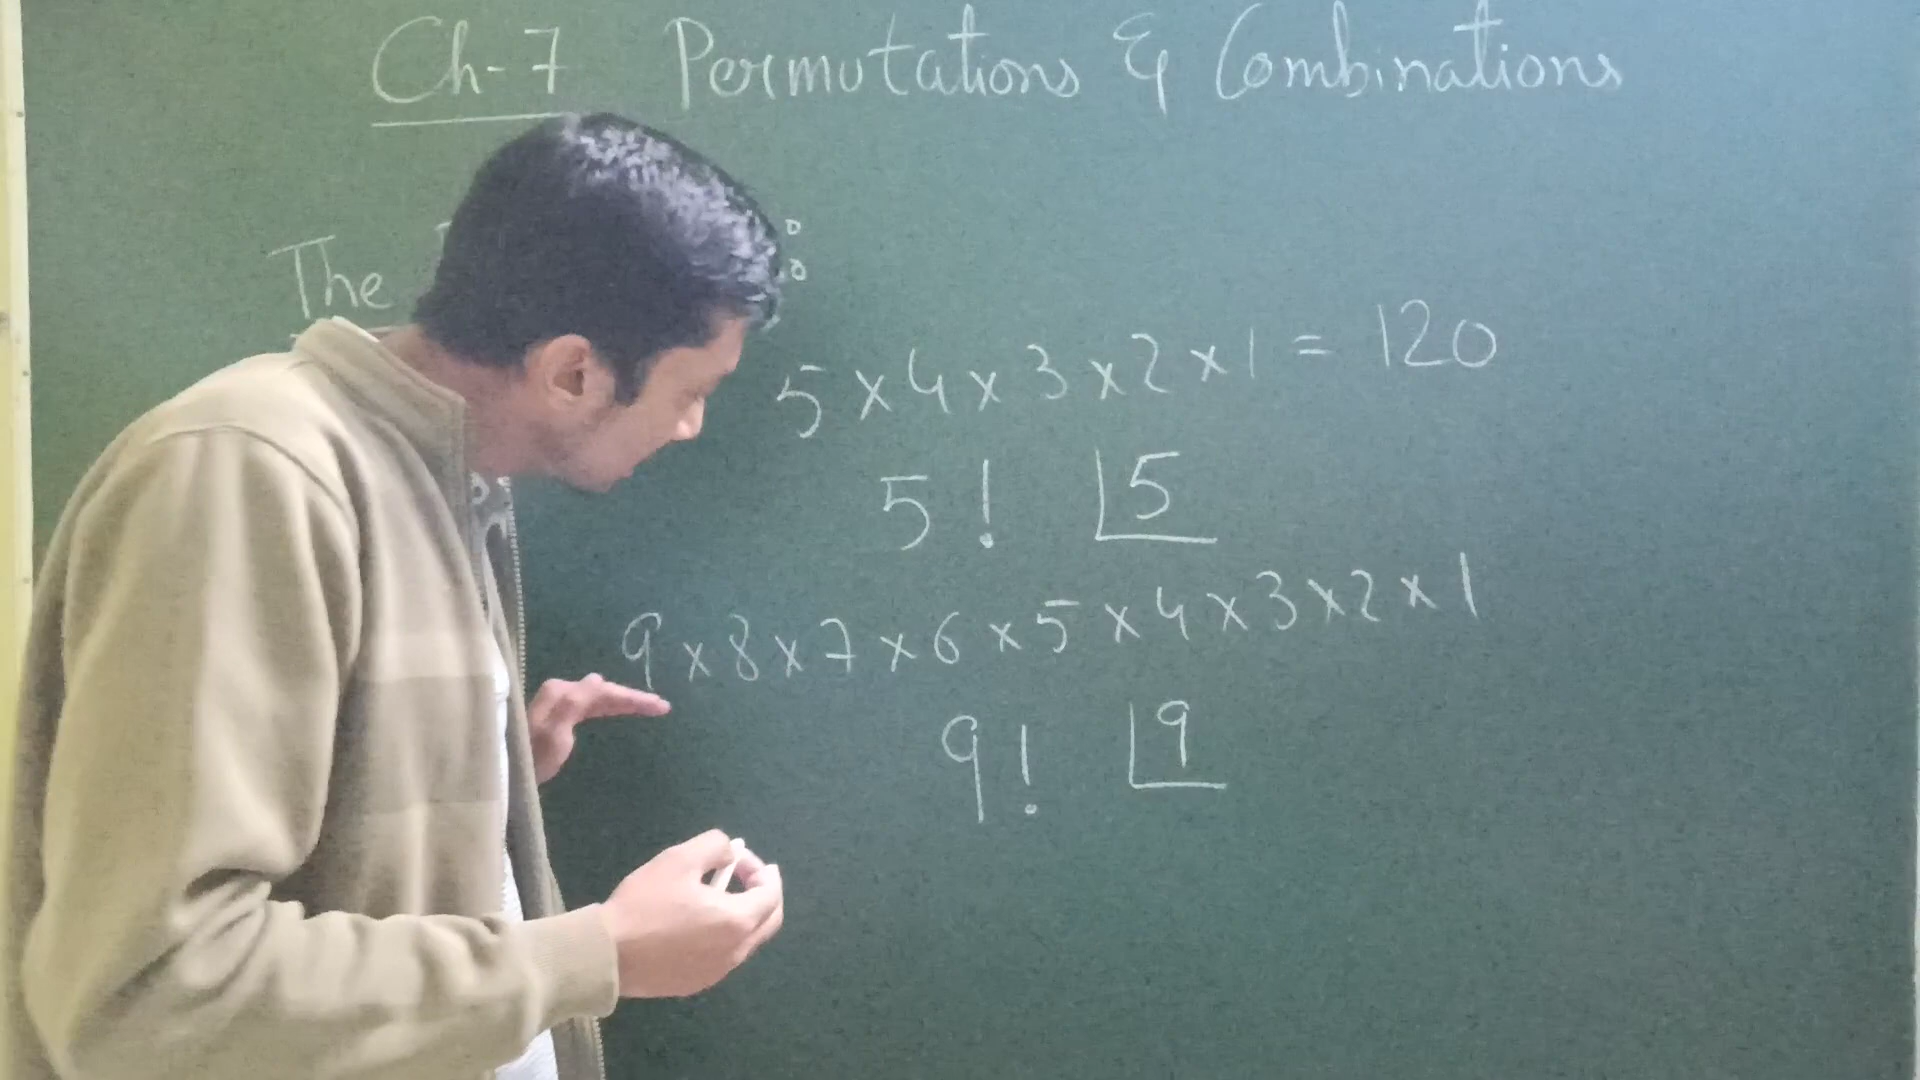 Ch-7 Permutations & Combinations
The
5 × 4 × 3 × 2 × 1 = 120
5! |5
9 × 8 × 7 × 6 × 5 × 4 × 3 × 2 × 1
9! |9